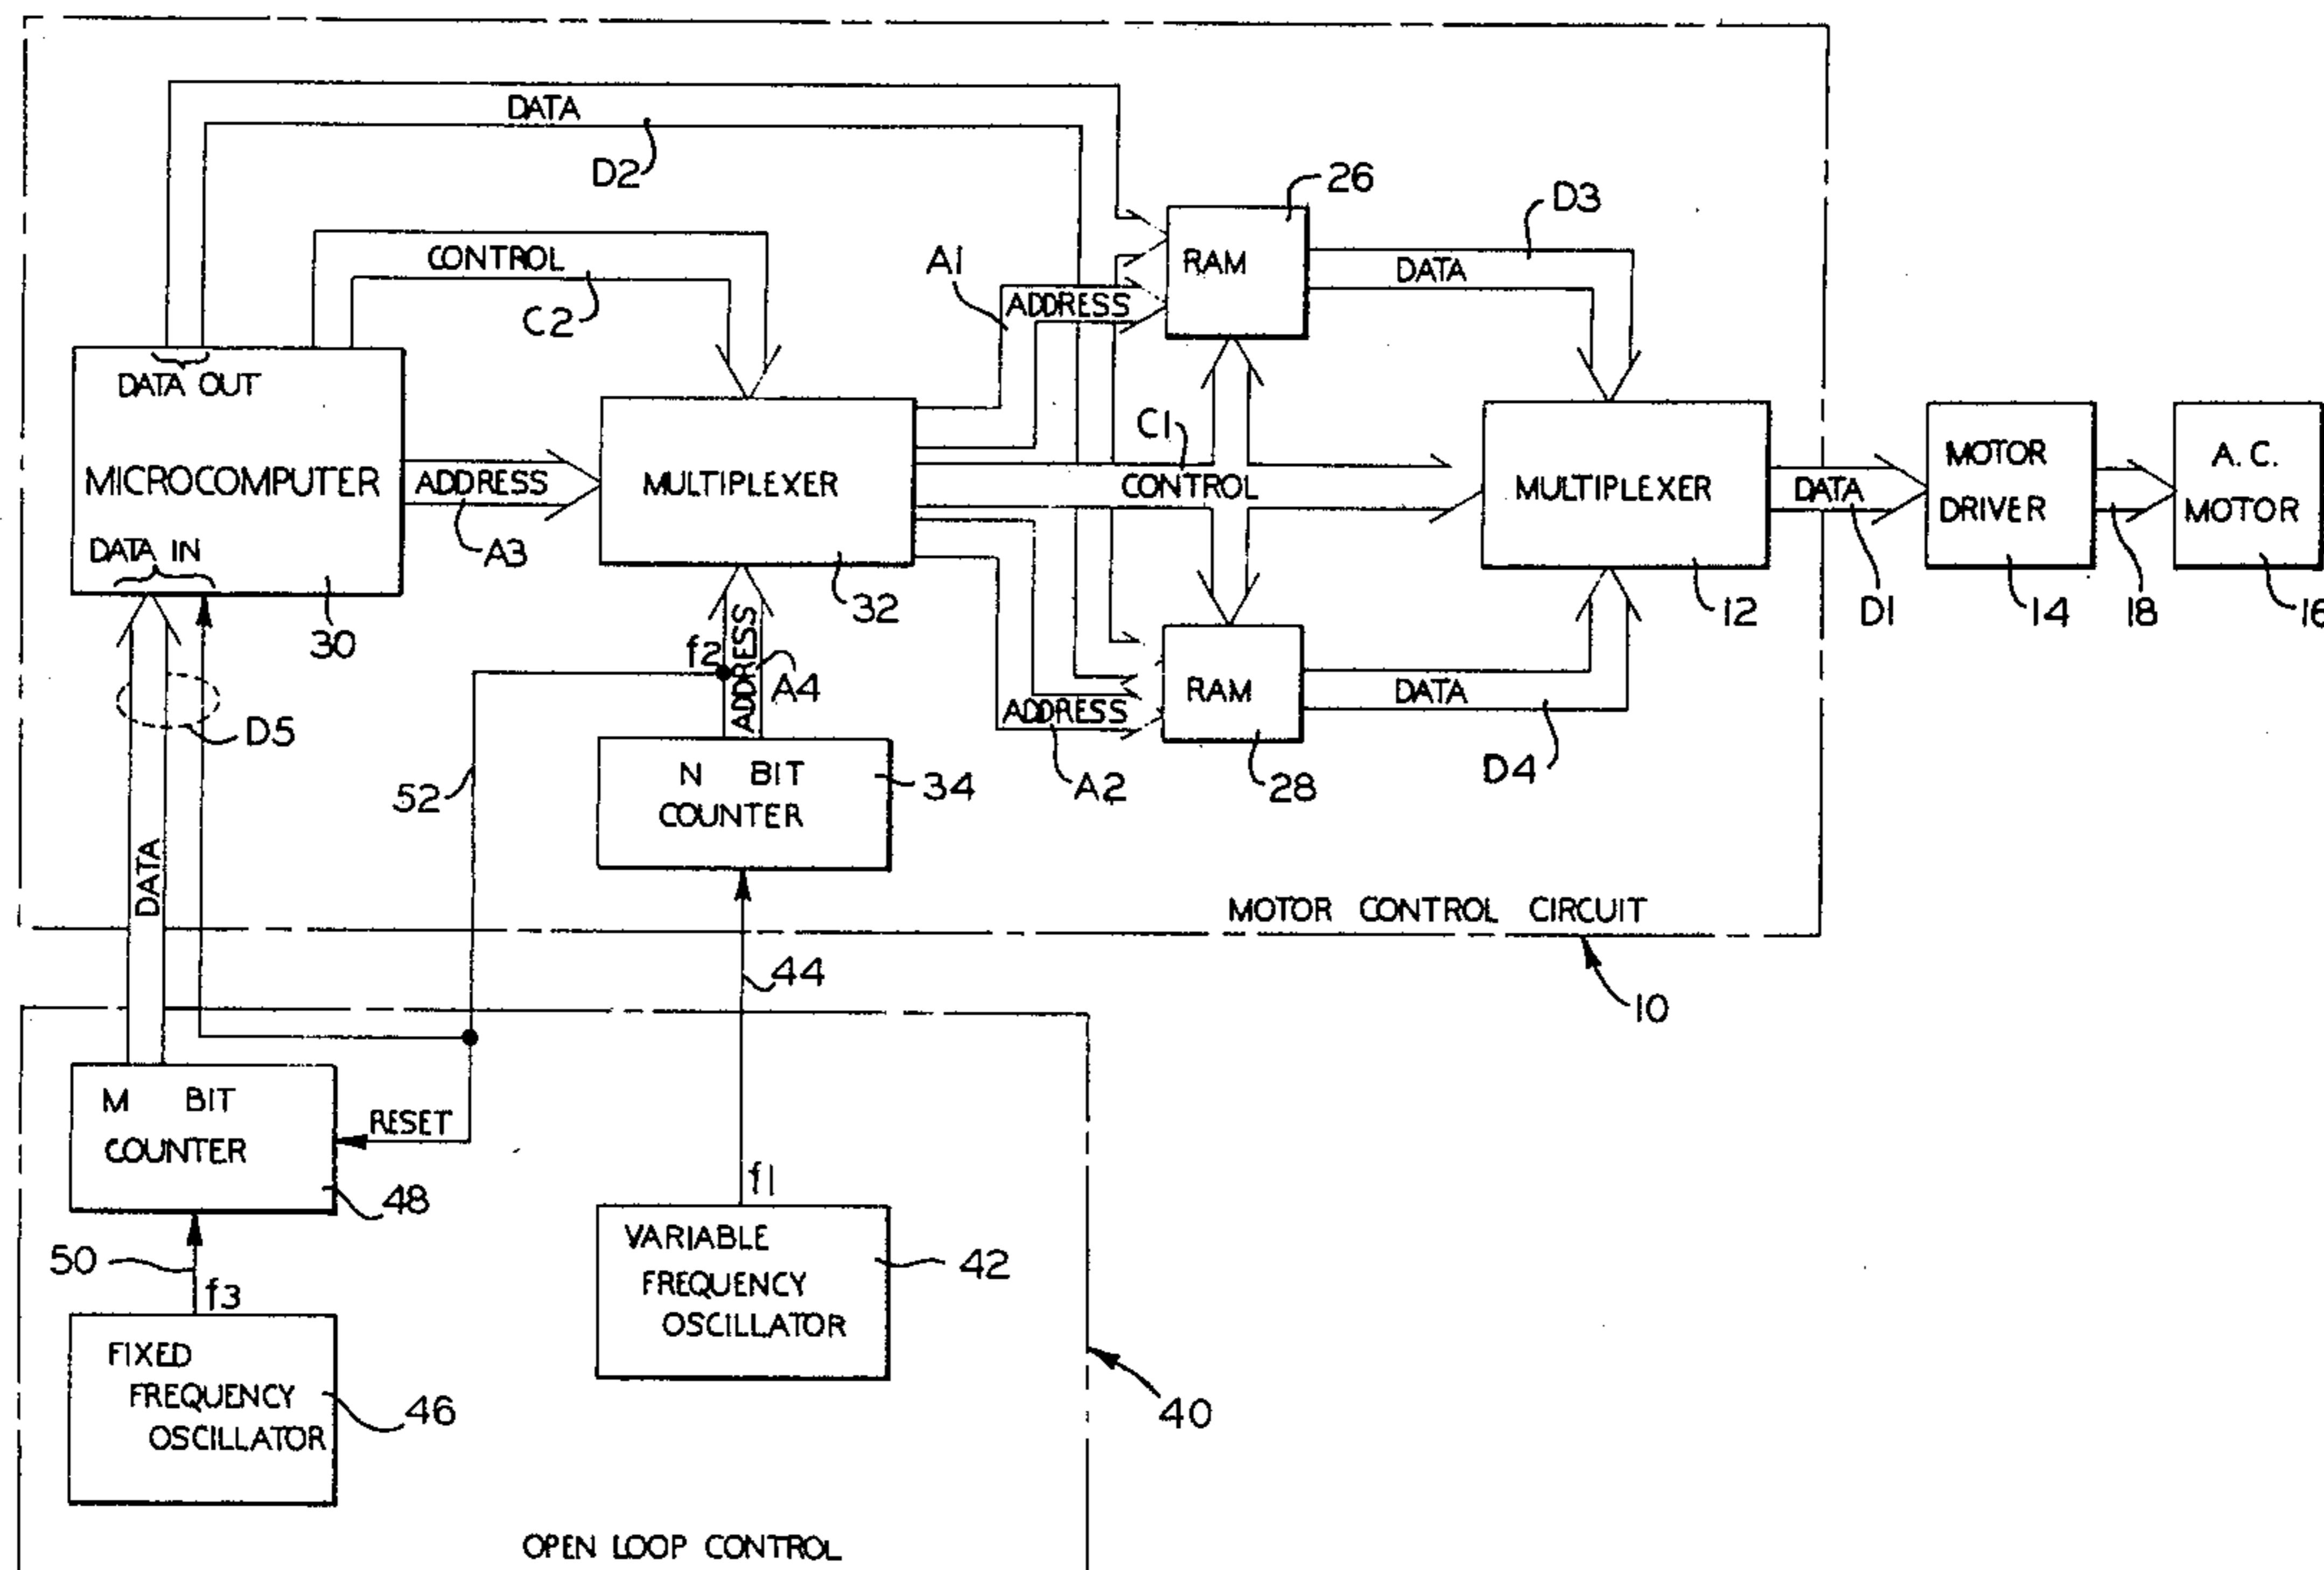 DATA
D2
26
D3
CONTROL
C2
A1
RAM
DATA
ADDRESS
DATA OUT
MICROCOMPUTER
DATA IN
30
ADDRESS
A3
MULTIPLEXER
32
C1
CONTROL
MULTIPLEXER
12
DATA
D1
MOTOR
DRIVER
14
18
A.C.
MOTOR
16
f2
ADDRESS
A4
D5
RAM
28
DATA
D4
ADDRESS
A2
52
N BIT
COUNTER
34
DATA
MOTOR CONTROL CIRCUIT
10
44
M BIT
COUNTER
48
RESET
f1
50
f3
VARIABLE
FREQUENCY
OSCILLATOR
42
FIXED
FREQUENCY
OSCILLATOR
46
40
OPEN LOOP CONTROL